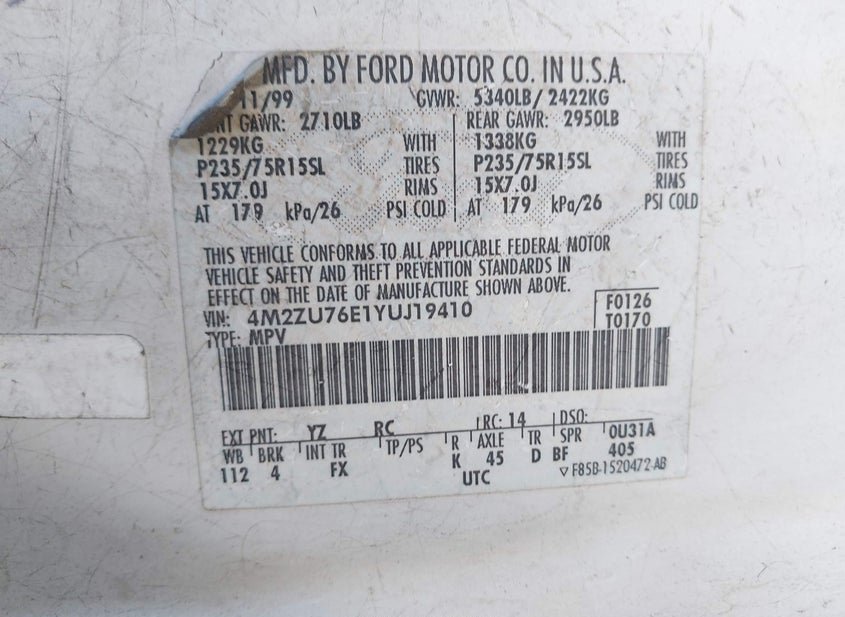 MFD. BY FORD MOTOR CO. IN U.S.A.
11/99 GVWR: 5340LB/ 2422KG
NT GAWR: 2710LB REAR GAWR: 2950LB
1229KG WITH 1338KG WITH
P235/75R15SL TIRES P235/75R15SL TIRES
15X7.0J RIMS 15X7.0J RIMS
AT 179 kPa/26 PSI COLD AT 179 kPa/26 PSI COLD
THIS VEHICLE CONFORMS TO ALL APPLICABLE FEDERAL MOTOR
VEHICLE SAFETY AND THEFT PREVENTION STANDARDS IN
EFFECT ON THE DATE OF MANUFACTURE SHOWN ABOVE.
VIN: 4M2ZU76E1YUJ19410 F0126
TYPE: MPV T0170
EXT PNT: YZ RC RC: 14 DSO:
WB BRK INT TR TP/PS R AXLE TR SPR 0U31A
112 4 FX K 45 D BF 405
UTC ▽ F85B-1520472-AB